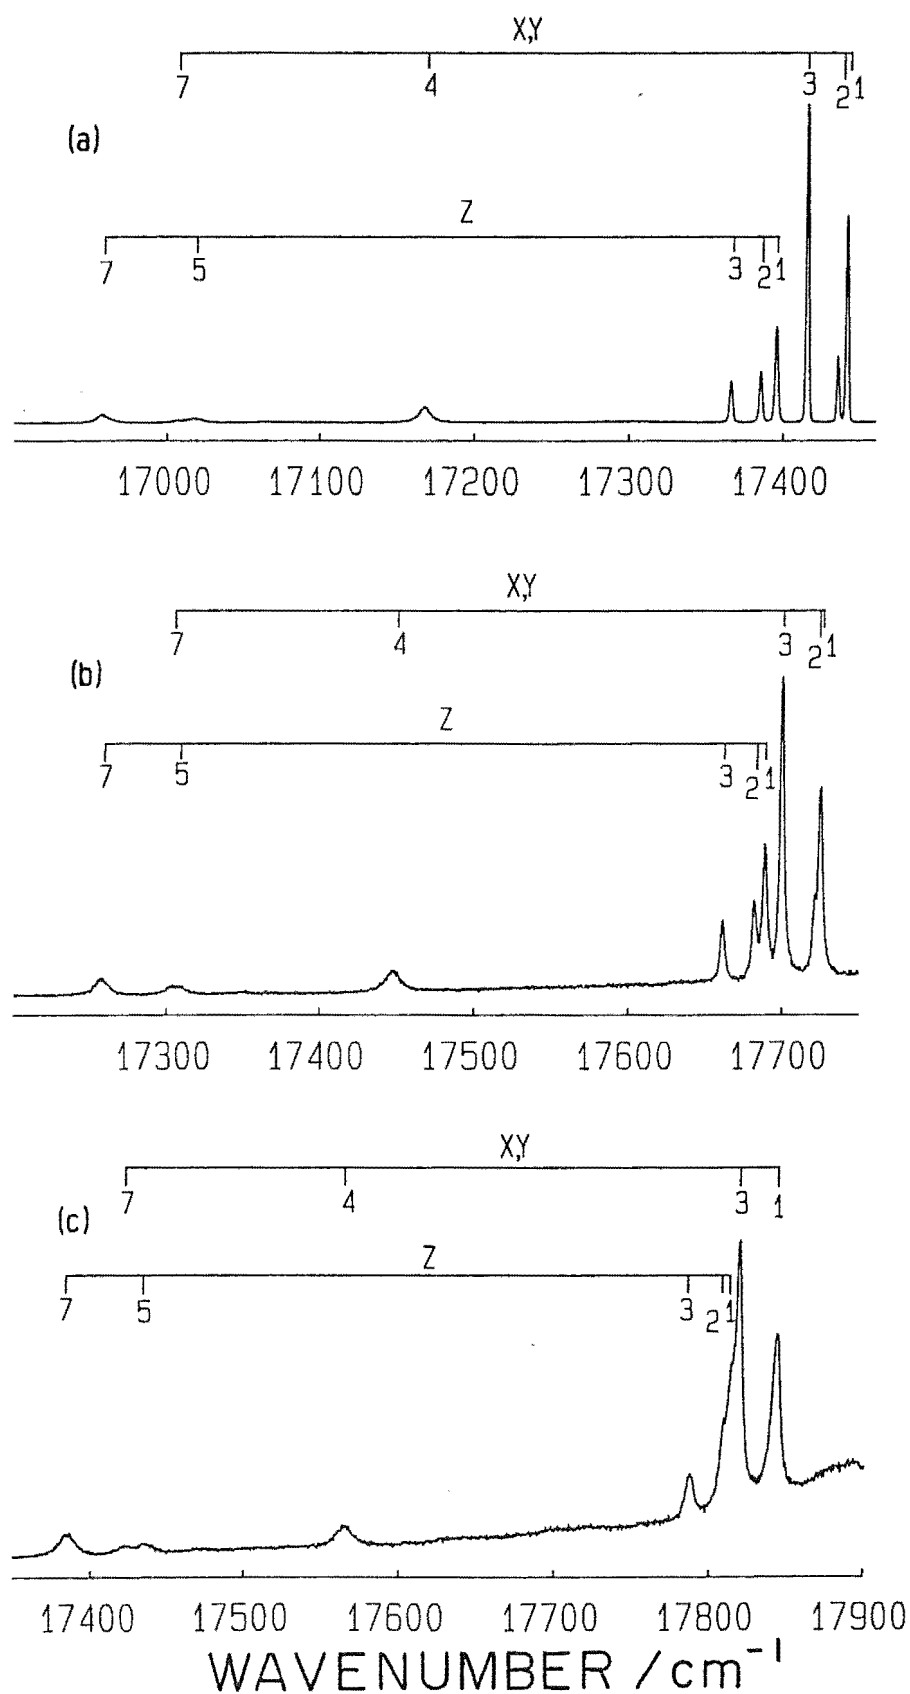 X,Y
7 4 3 2 1
(a)
Z
7 5 3 2 1
17000 17100 17200 17300 17400
X,Y
7 4 3 2 1
(b)
Z
7 5 3 2 1
17300 17400 17500 17600 17700
X,Y
7 4 3 1
(c)
Z
7 5 3 2 1
17400 17500 17600 17700 17800 17900
WAVENUMBER /cm⁻¹